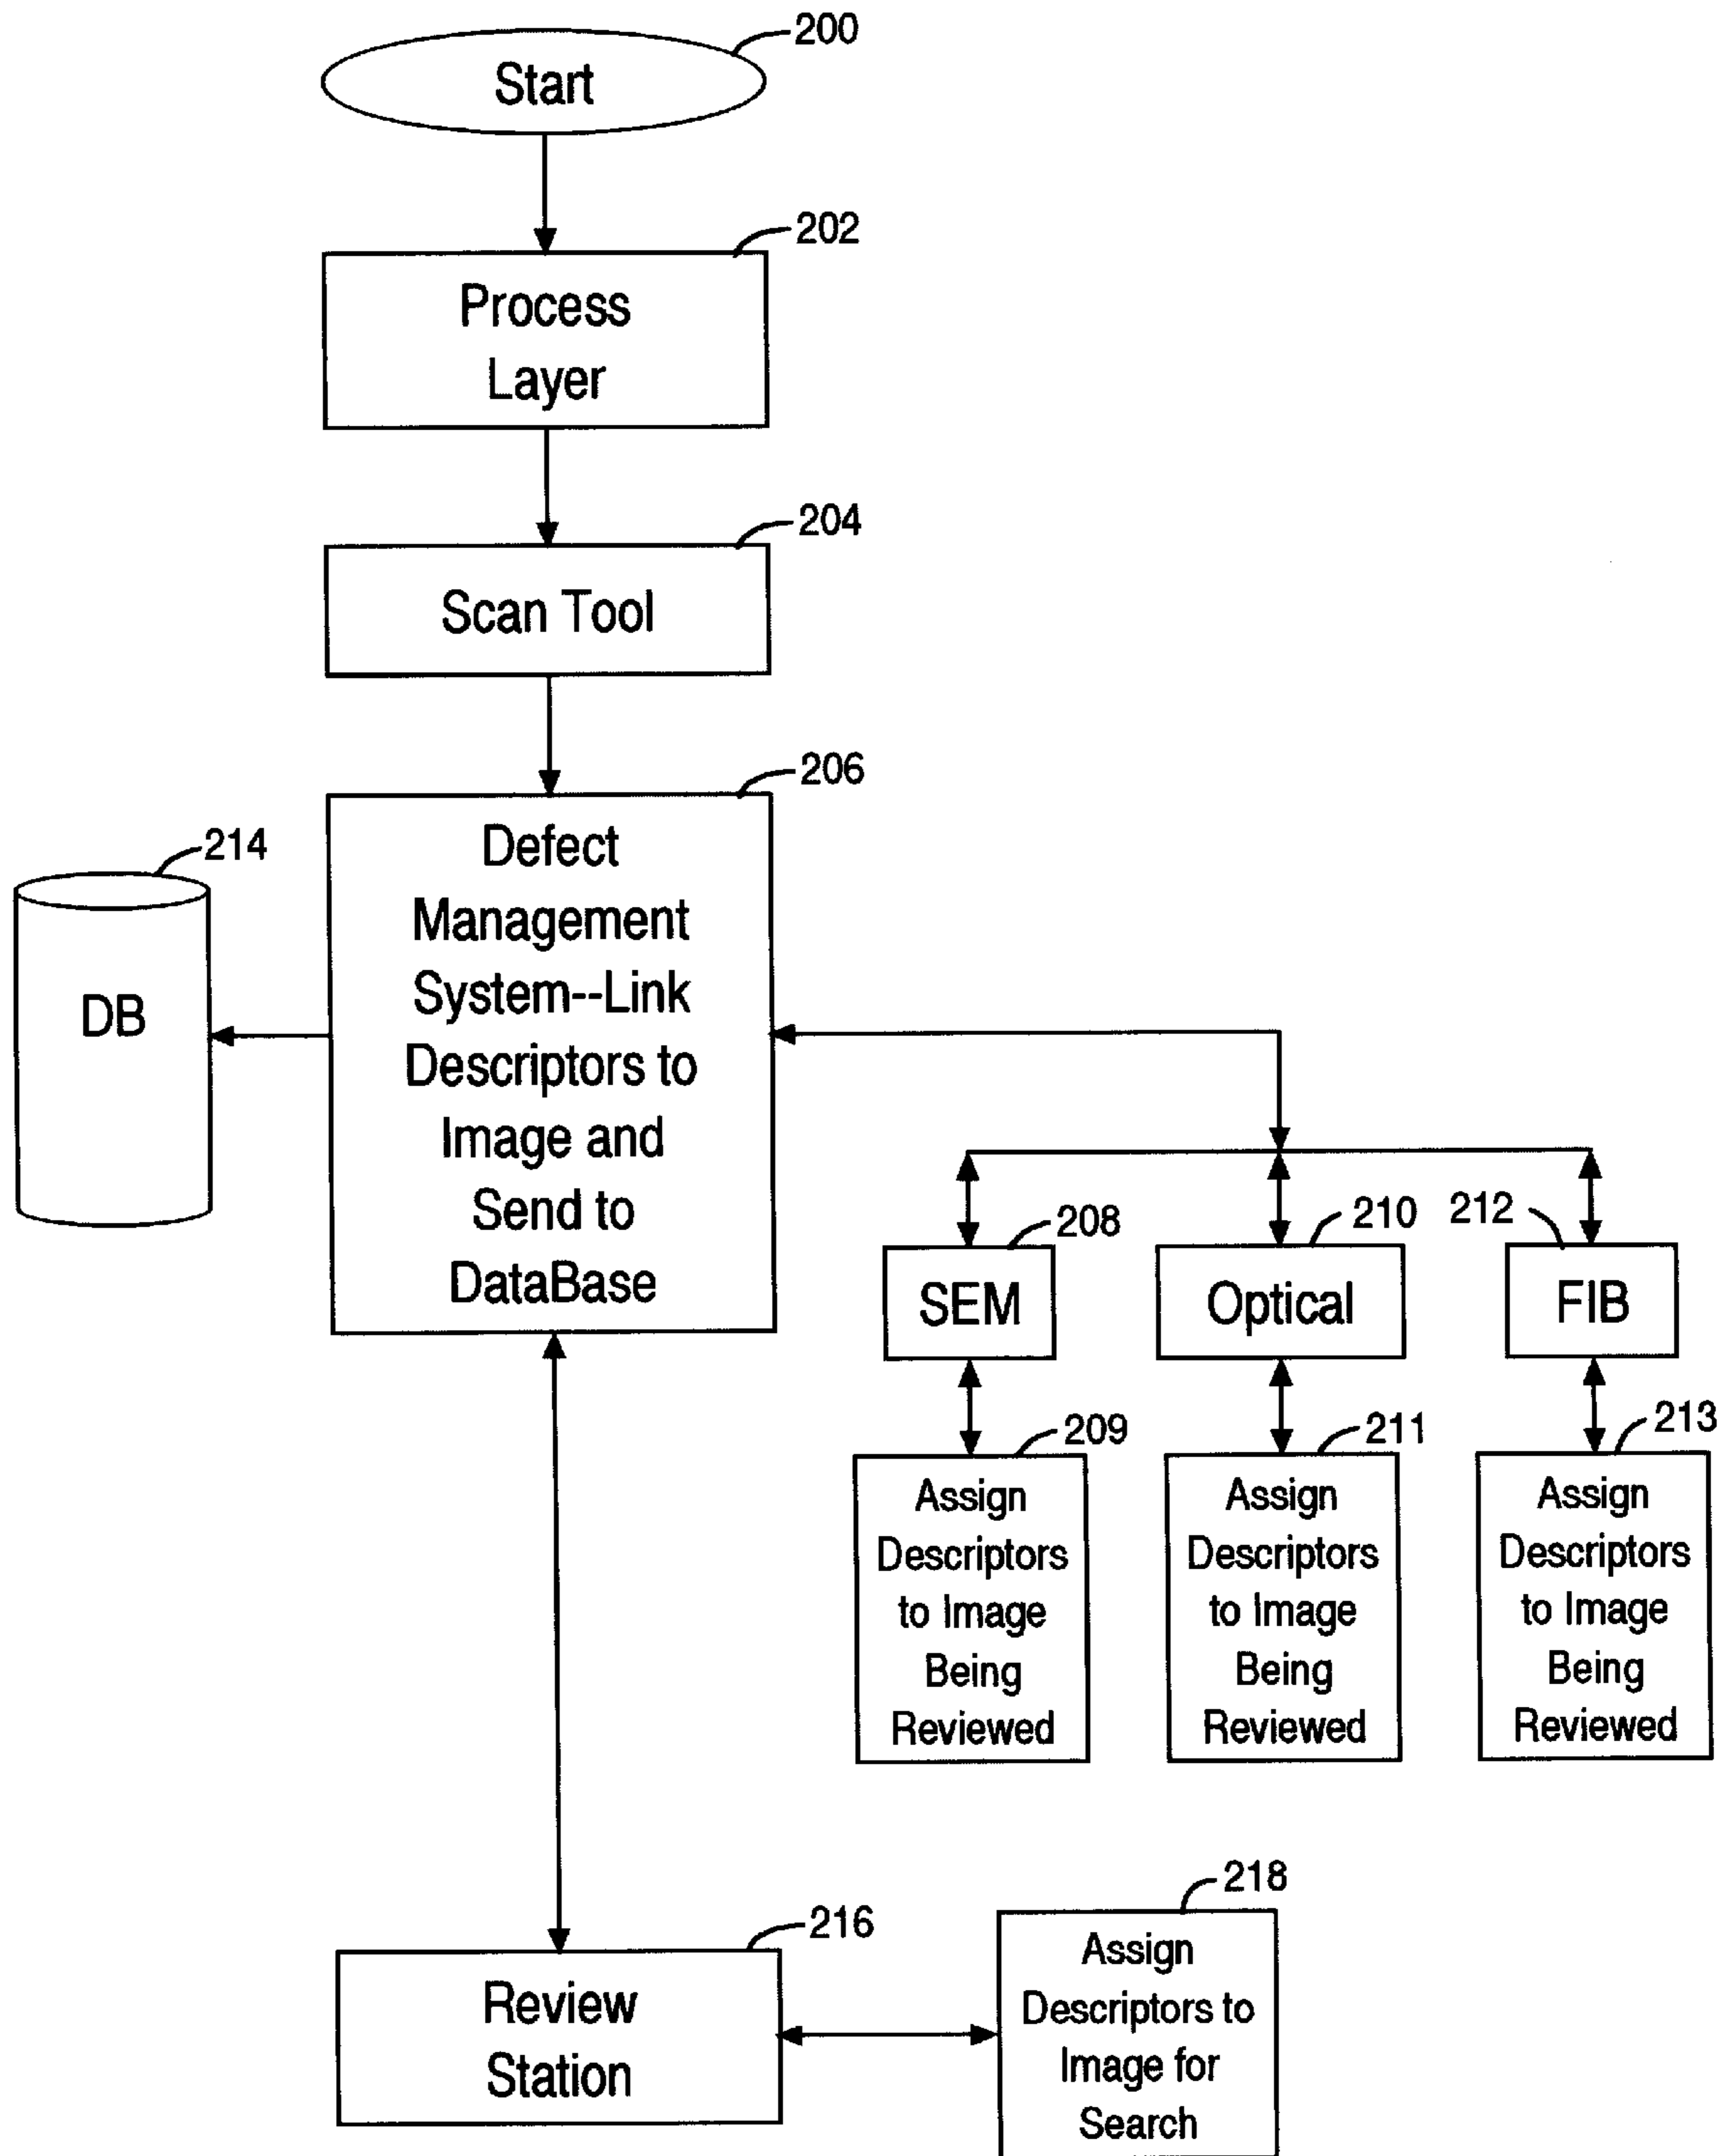 200
Start
202
Process
Layer
204
Scan Tool
206
Defect
Management
System--Link
Descriptors to
Image and
Send to
DataBase
214
DB
208
SEM
210
Optical
212
FIB
209
Assign
Descriptors
to Image
Being
Reviewed
211
Assign
Descriptors
to Image
Being
Reviewed
213
Assign
Descriptors
to Image
Being
Reviewed
216
Review
Station
218
Assign
Descriptors to
Image for
Search